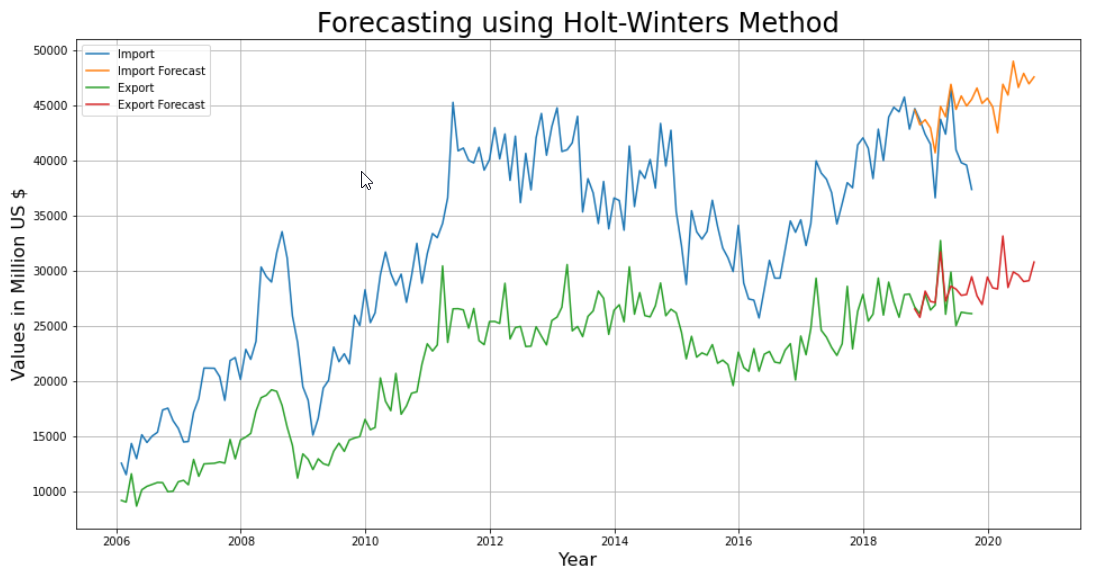 Forecasting using Holt-Winters Method
Import
Import Forecast
Export
Export Forecast
Values in Million US $
50000
45000
40000
35000
30000
25000
20000
15000
10000
2006 2008 2010 2012 2014 2016 2018 2020
Year